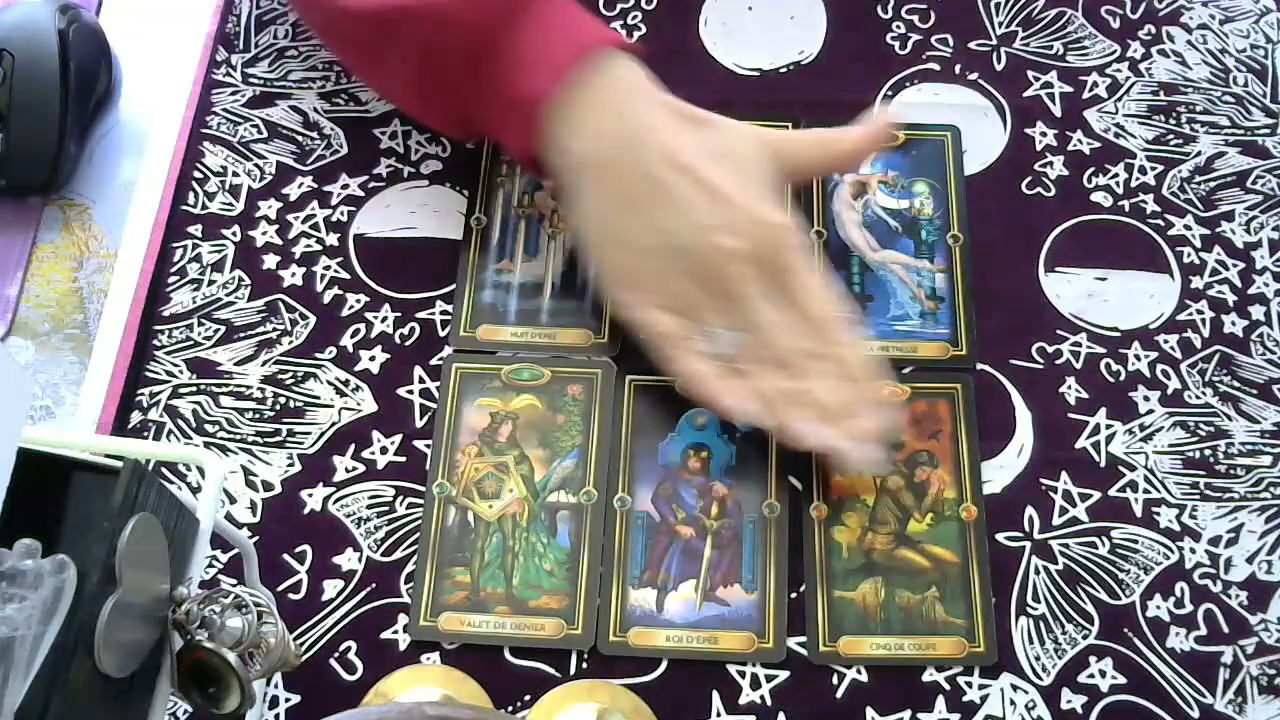 HUIT D'ÉPÉE
LA PRÊTRESSE
VALET DE DENIER
ROI D'ÉPÉE
CINQ DE COUPE